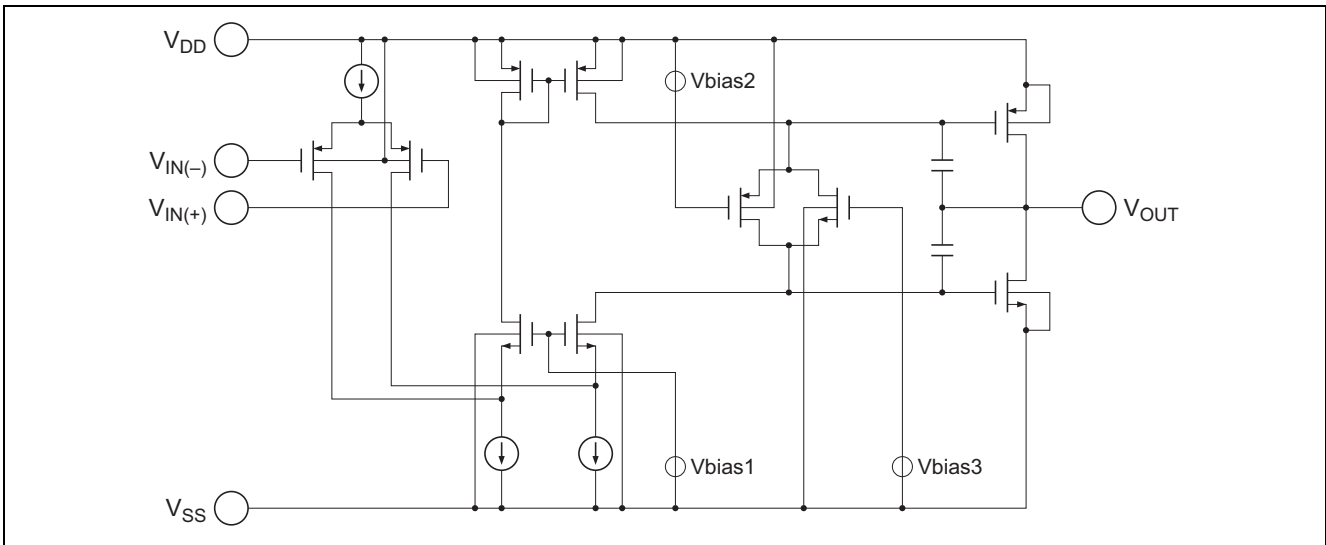 VDD
Vbias2
VIN(–)
VIN(+)
VOUT
Vbias1
Vbias3
VSS